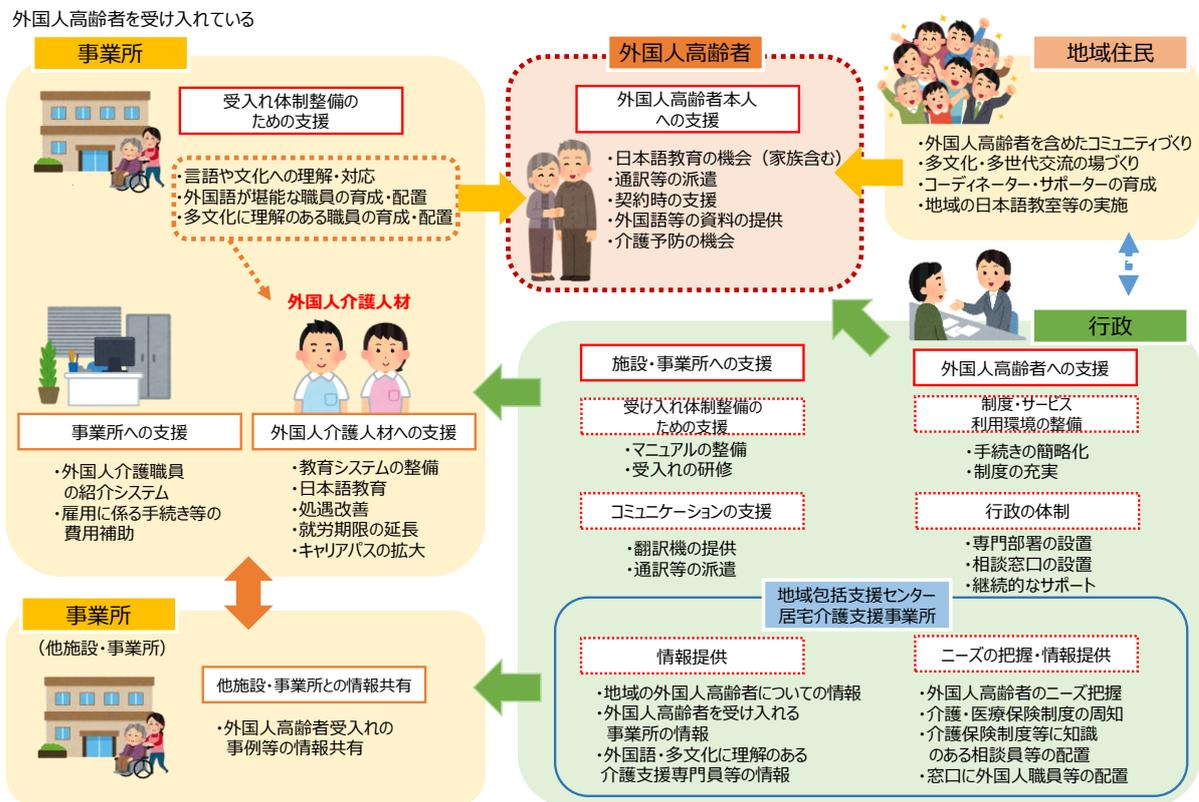 外国人高齢者を受け入れている
事業所
受入れ体制整備の
ための支援
・言語や文化への理解・対応
・外国語が堪能な職員の育成・配置
・多文化に理解のある職員の育成・配置
外国人介護人材
事業所への支援
・外国人介護職員
の紹介システム
・雇用に係る手続き等の
費用補助
外国人介護人材への支援
・教育システムの整備
・日本語教育
・処遇改善
・就労期限の延長
・キャリアパスの拡大
事業所
（他施設・事業所）
他施設・事業所との情報共有
・外国人高齢者受入れの
事例等の情報共有
外国人高齢者
外国人高齢者本人
への支援
・日本語教育の機会（家族含む）
・通訳等の派遣
・契約時の支援
・外国語等の資料の提供
・介護予防の機会
地域住民
・外国人高齢者を含めたコミュニティづくり
・多文化・多世代交流の場づくり
・コーディネーター・サポーターの育成
・地域の日本語教室等の実施
行政
施設・事業所への支援
受け入れ体制整備の
ための支援
・マニュアルの整備
・受入れの研修
コミュニケーションの支援
・翻訳機の提供
・通訳等の派遣
外国人高齢者への支援
制度・サービス
利用環境の整備
・手続きの簡略化
・制度の充実
行政の体制
・専門部署の設置
・相談窓口の設置
・継続的なサポート
地域包括支援センター
居宅介護支援事業所
情報提供
・地域の外国人高齢者についての情報
・外国人高齢者を受け入れる
事業所の情報
・外国語・多文化に理解のある
介護支援専門員等の情報
ニーズの把握・情報提供
・外国人高齢者のニーズ把握
・介護・医療保険制度の周知
・介護保険制度等に知識
のある相談員等の配置
・窓口に外国人職員等の配置